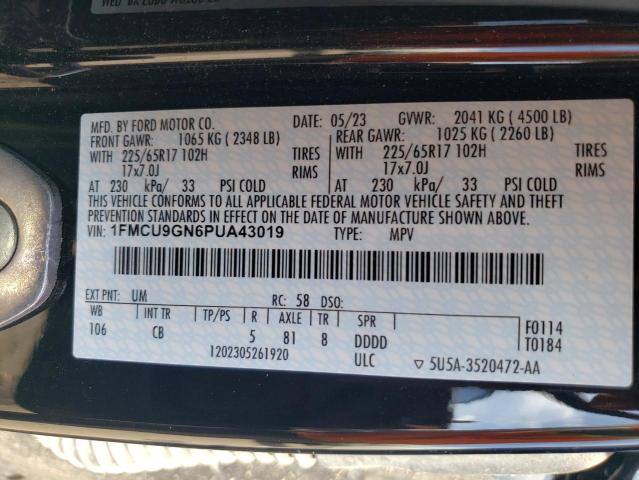 MFD. BY FORD MOTOR CO. DATE: 05/23 GVWR: 2041 KG ( 4500 LB)
FRONT GAWR: 1065 KG ( 2348 LB) REAR GAWR: 1025 KG ( 2260 LB)
WITH 225/65R17 102H TIRES WITH 225/65R17 102H TIRES
17x7.0J RIMS 17x7.0J RIMS
AT 230 kPa/ 33 PSI COLD AT 230 kPa/ 33 PSI COLD
THIS VEHICLE CONFORMS TO ALL APPLICABLE FEDERAL MOTOR VEHICLE SAFETY AND THEFT
PREVENTION STANDARDS IN EFFECT ON THE DATE OF MANUFACTURE SHOWN ABOVE.
VIN: 1FMCU9GN6PUA43019 TYPE: MPV
EXT PNT: UM RC: 58 DSO:
WB INT TR TP/PS R AXLE TR SPR F0114
106 CB 5 81 8 DDDD T0184
1202305261920 ULC ▽ 5U5A-3520472-AA